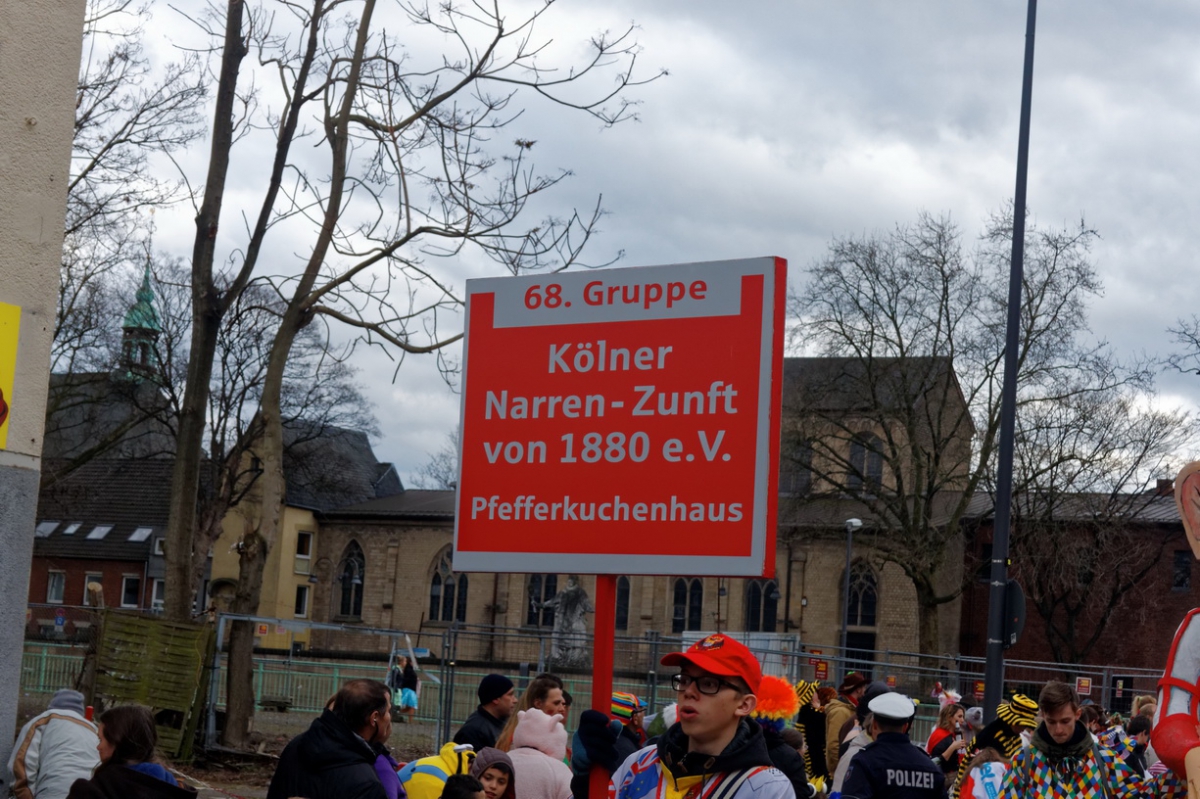 68. Gruppe
Kölner
Narren-Zunft
von 1880 e.V.
Pfefferkuchenhaus
POLIZEI